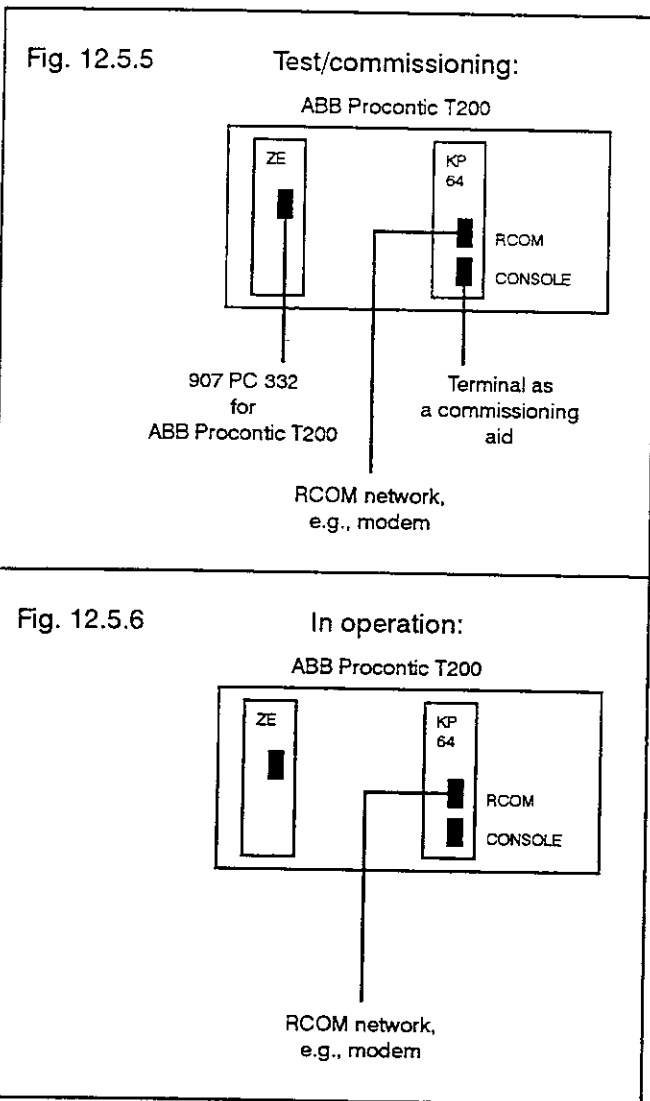 Fig. 12.5.5
Test/commissioning:
ABB Procontic T200
ZE
KP
64
RCOM
CONSOLE
907 PC 332
for
ABB Procontic T200
Terminal as
a commissioning
aid
RCOM network,
e.g., modem
Fig. 12.5.6
In operation:
ABB Procontic T200
ZE
KP
64
RCOM
CONSOLE
RCOM network,
e.g., modem